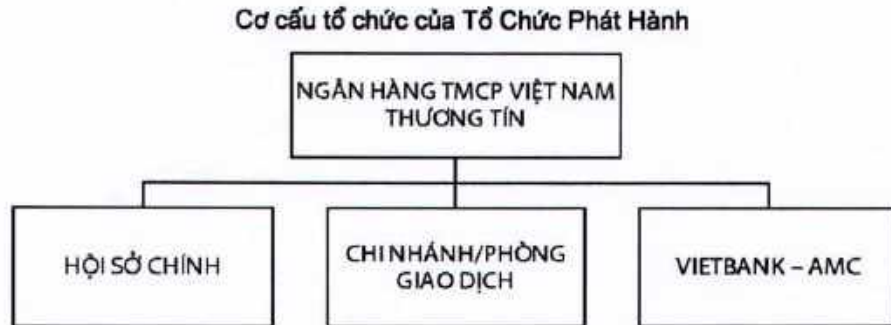 Cơ cấu tổ chức của Tổ Chức Phát Hành
NGÂN HÀNG TMCP VIỆT NAM
THƯƠNG TÍN
HỘI SỞ CHÍNH
CHI NHÁNH/PHÒNG
GIAO DỊCH
VIETBANK – AMC